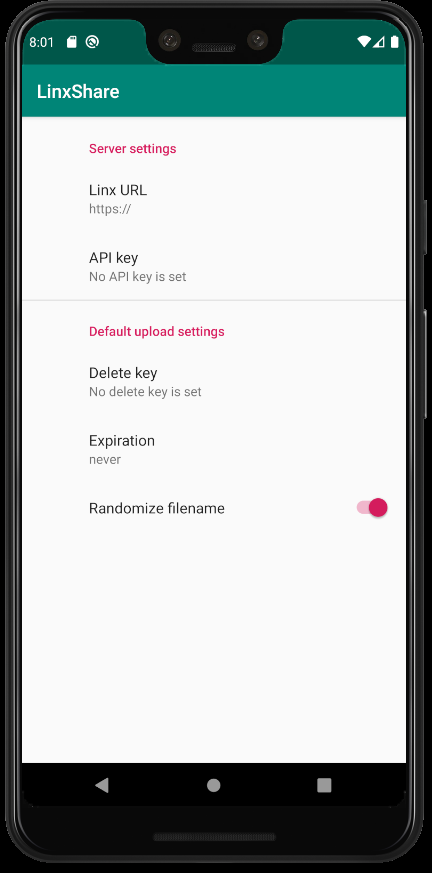 8:01
LinxShare
Server settings
Linx URL
https://
API key
No API key is set
Default upload settings
Delete key
No delete key is set
Expiration
never
Randomize filename